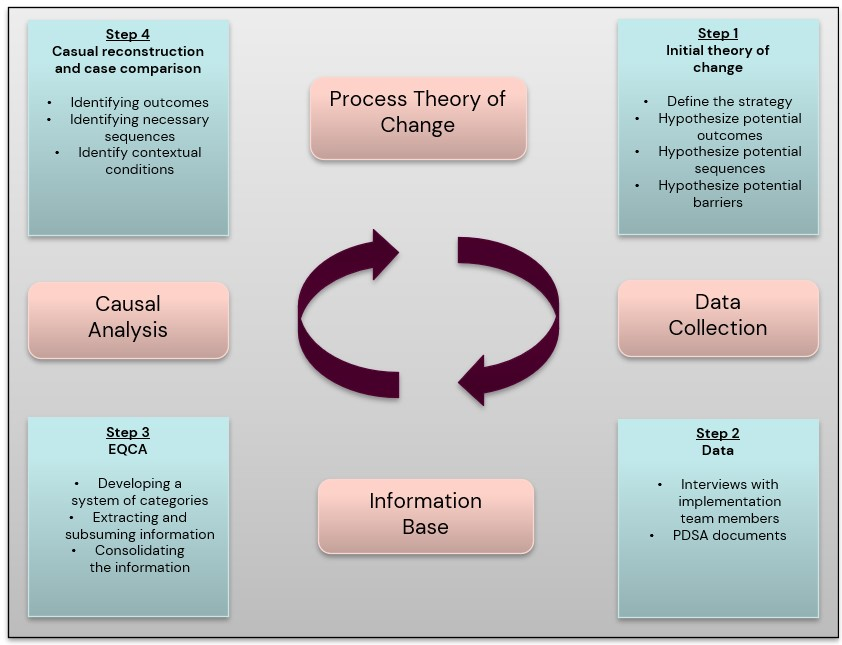 Step 4
Casual reconstruction
and case comparison
• Identifying outcomes
• Identifying necessary
sequences
• Identify contextual
conditions
Process Theory of
Change
Step 1
Initial theory of
change
• Define the strategy
• Hypothesize potential
outcomes
• Hypothesize potential
sequences
• Hypothesize potential
barriers
Causal
Analysis
Data
Collection
Step 3
EQCA
• Developing a
system of categories
• Extracting and
subsuming information
• Consolidating
the information
Information
Base
Step 2
Data
• Interviews with
implementation
team members
• PDSA documents